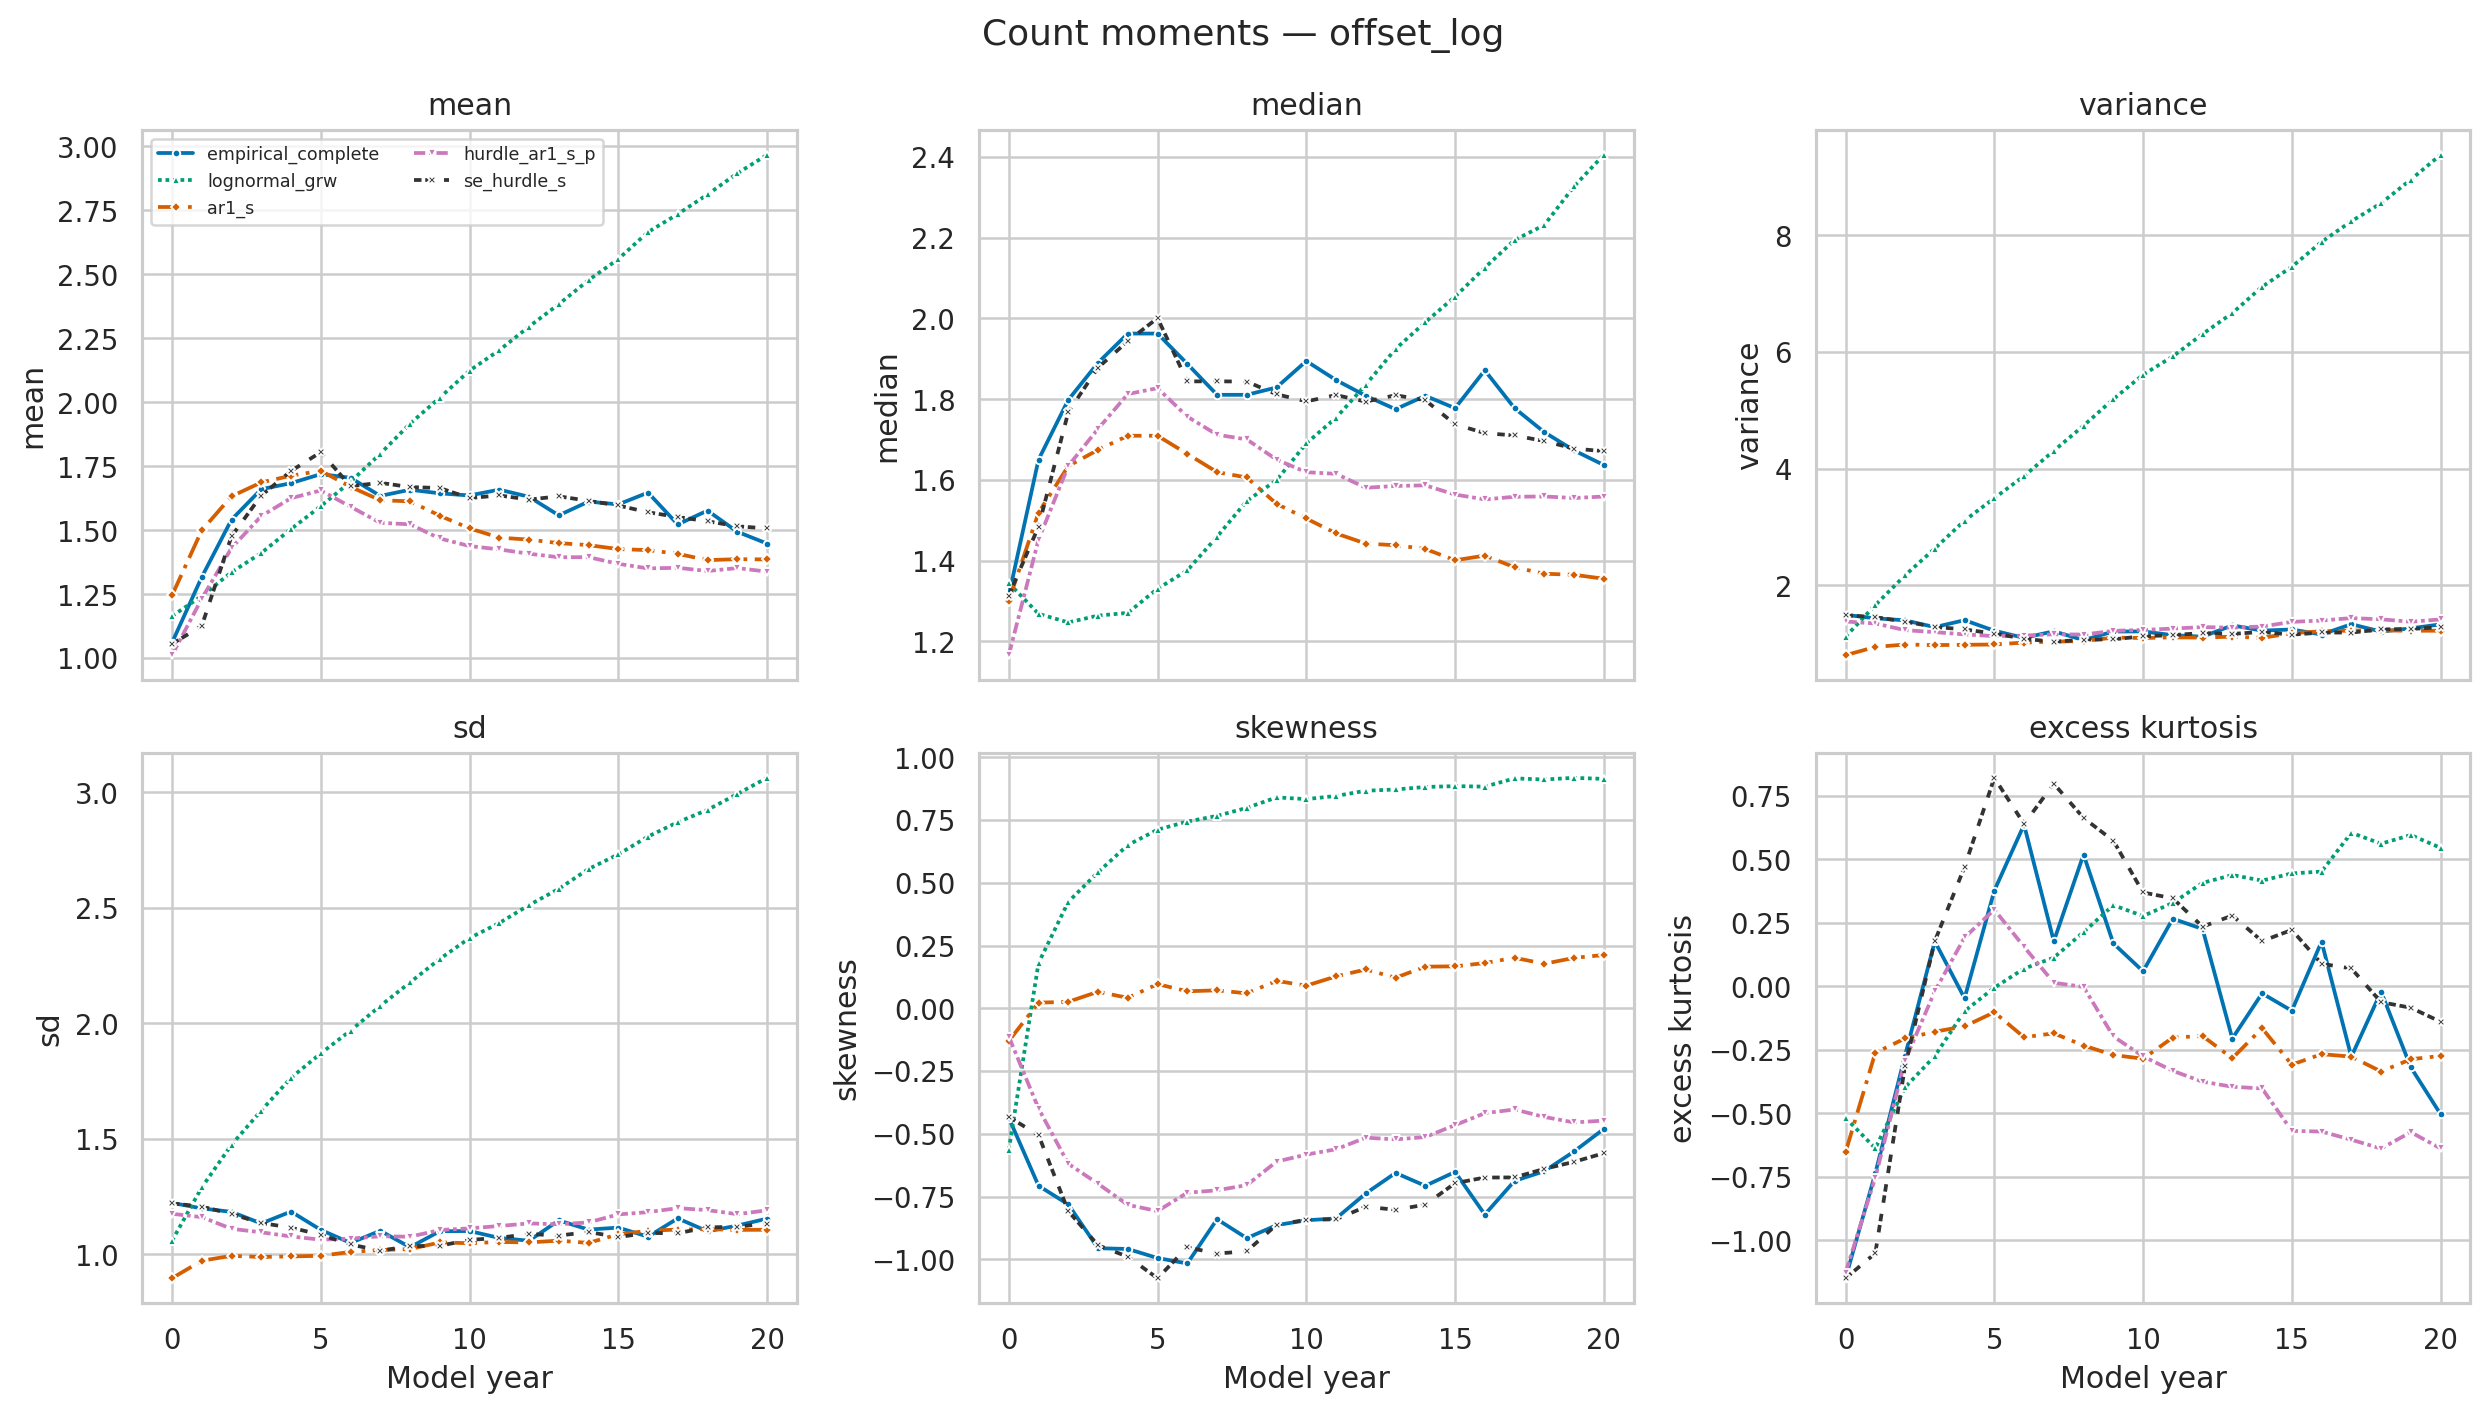 Count moments — offset_log
mean
mean
3.00
2.75
2.50
2.25
2.00
1.75
1.50
1.25
1.00
empirical_complete
lognormal_grw
ar1_s
hurdle_ar1_s_p
se_hurdle_s
median
median
2.4
2.2
2.0
1.8
1.6
1.4
1.2
variance
variance
8
6
4
2
sd
sd
3.0
2.5
2.0
1.5
1.0
0 5 10 15 20
Model year
skewness
skewness
1.00
0.75
0.50
0.25
0.00
−0.25
−0.50
−0.75
−1.00
0 5 10 15 20
Model year
excess kurtosis
excess kurtosis
0.75
0.50
0.25
0.00
−0.25
−0.50
−0.75
−1.00
0 5 10 15 20
Model year